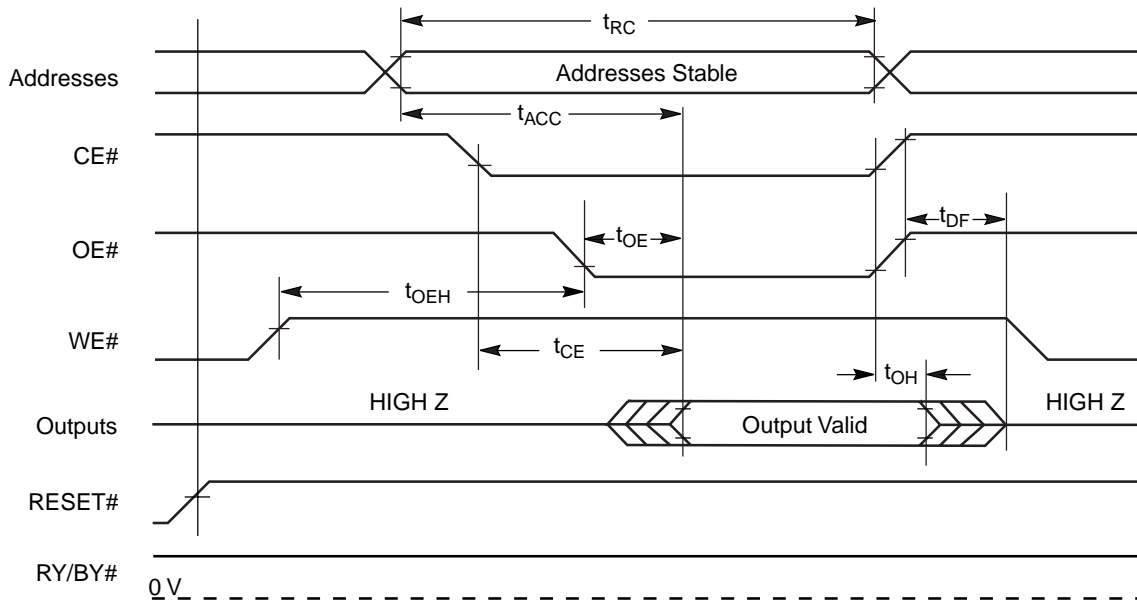 tRC
Addresses
Addresses Stable
tACC
CE#
tDF
OE#
tOE
tOEH
WE#
tCE
tOH
HIGH Z
HIGH Z
Outputs
Output Valid
RESET#
RY/BY#
0 V